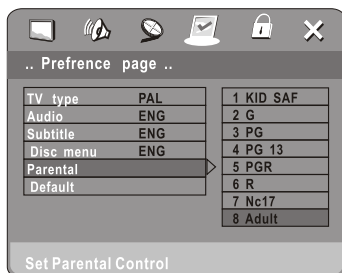 .. Prefrence page ..
TV type PAL
Audio ENG
Subtitle ENG
Disc menu ENG
Parental
Default
1 KID SAF
2 G
3 PG
4 PG 13
5 PGR
6 R
7 Nc17
8 Adult
Set Parental Control